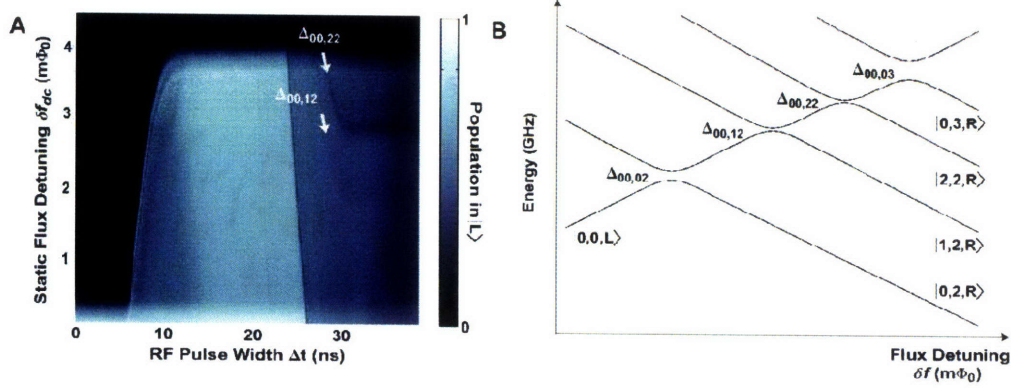 A
Static Flux Detuning δf_dc (mΦ₀)
4
3
2
1
0
10
20
30
RF Pulse Width Δt (ns)
Δ₀₀,₂₂
Δ₀₀,₁₂
1
0
Population in |L⟩
B
Energy (GHz)
Δ₀₀,₀₂
Δ₀₀,₁₂
Δ₀₀,₂₂
Δ₀₀,₀₃
0,0,L⟩
|0,3,R⟩
|2,2,R⟩
|1,2,R⟩
|0,2,R⟩
Flux Detuning
δf (mΦ₀)